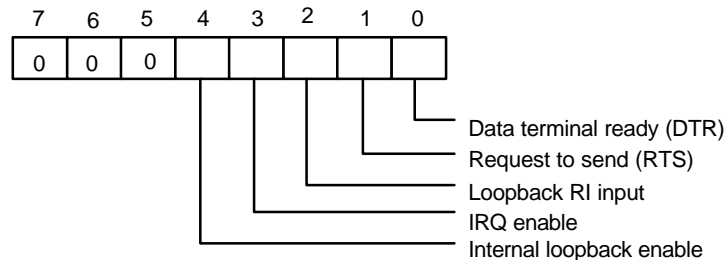 7 6 5 4 3 2 1 0
0 0 0
Data terminal ready (DTR)
Request to send (RTS)
Loopback RI input
IRQ enable
Internal loopback enable